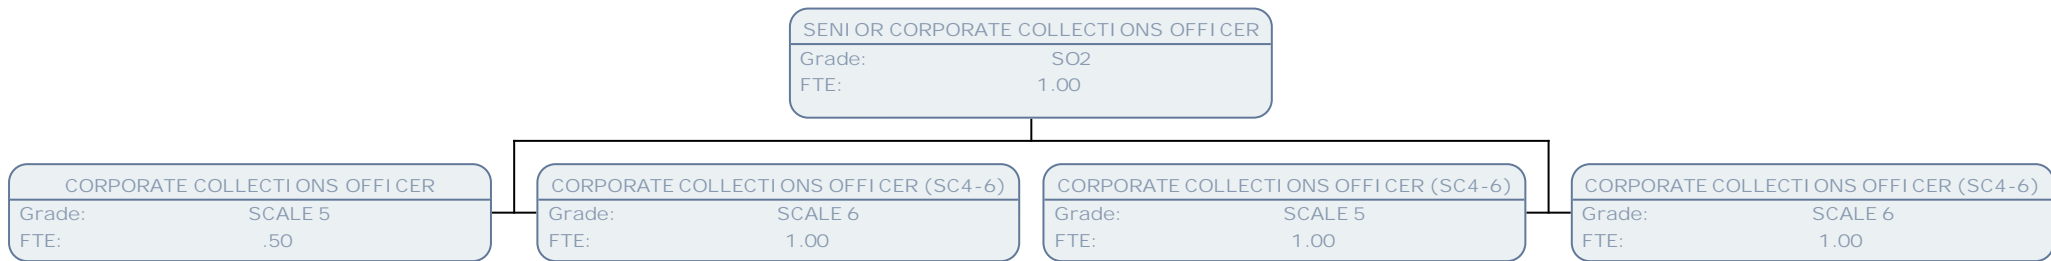 SENIOR CORPORATE COLLECTIONS OFFICER
Grade: SO2
FTE: 1.00
CORPORATE COLLECTIONS OFFICER
Grade: SCALE 5
FTE: .50
CORPORATE COLLECTIONS OFFICER (SC4-6)
Grade: SCALE 6
FTE: 1.00
CORPORATE COLLECTIONS OFFICER (SC4-6)
Grade: SCALE 5
FTE: 1.00
CORPORATE COLLECTIONS OFFICER (SC4-6)
Grade: SCALE 6
FTE: 1.00